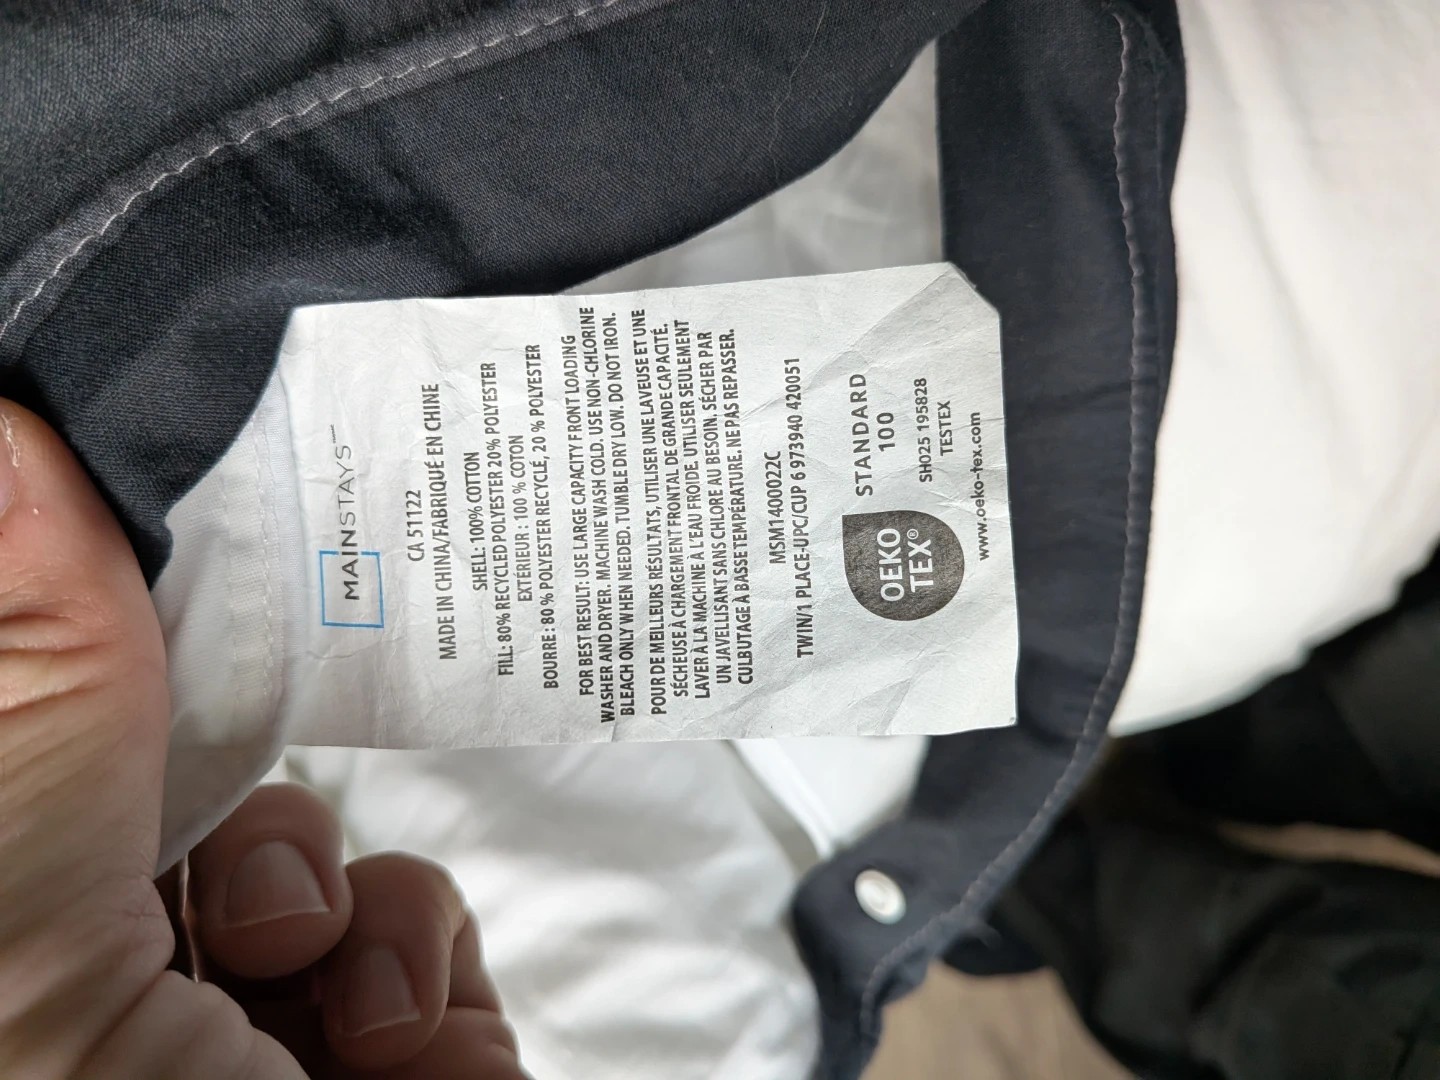 MAINSTAYS™
CA 51122
MADE IN CHINA/FABRIQUÉ EN CHINE
SHELL: 100% COTTON
FILL: 80% RECYCLED POLYESTER 20% POLYESTER
EXTÉRIEUR : 100 % COTON
BOURRE : 80 % POLYESTER RECYCLÉ, 20 % POLYESTER
FOR BEST RESULT: USE LARGE CAPACITY FRONT LOADING
WASHER AND DRYER. MACHINE WASH COLD. USE NON-CHLORINE
BLEACH ONLY WHEN NEEDED. TUMBLE DRY LOW. DO NOT IRON.
POUR DE MEILLEURS RÉSULTATS, UTILISER UNE LAVEUSE ET UNE
SÉCHEUSE À CHARGEMENT FRONTAL DE GRANDE CAPACITÉ.
LAVER À LA MACHINE À L'EAU FROIDE. UTILISER SEULEMENT
UN JAVELLISANT SANS CHLORE AU BESOIN. SÉCHER PAR
CULBUTAGE À BASSE TEMPÉRATURE. NE PAS REPASSER.
MSM1400022C
TWIN/1 PLACE-UPC/CUP 6 973940 420051
OEKO
TEX®
STANDARD
100
SH025 195828
TESTEX
www.oeko-tex.com